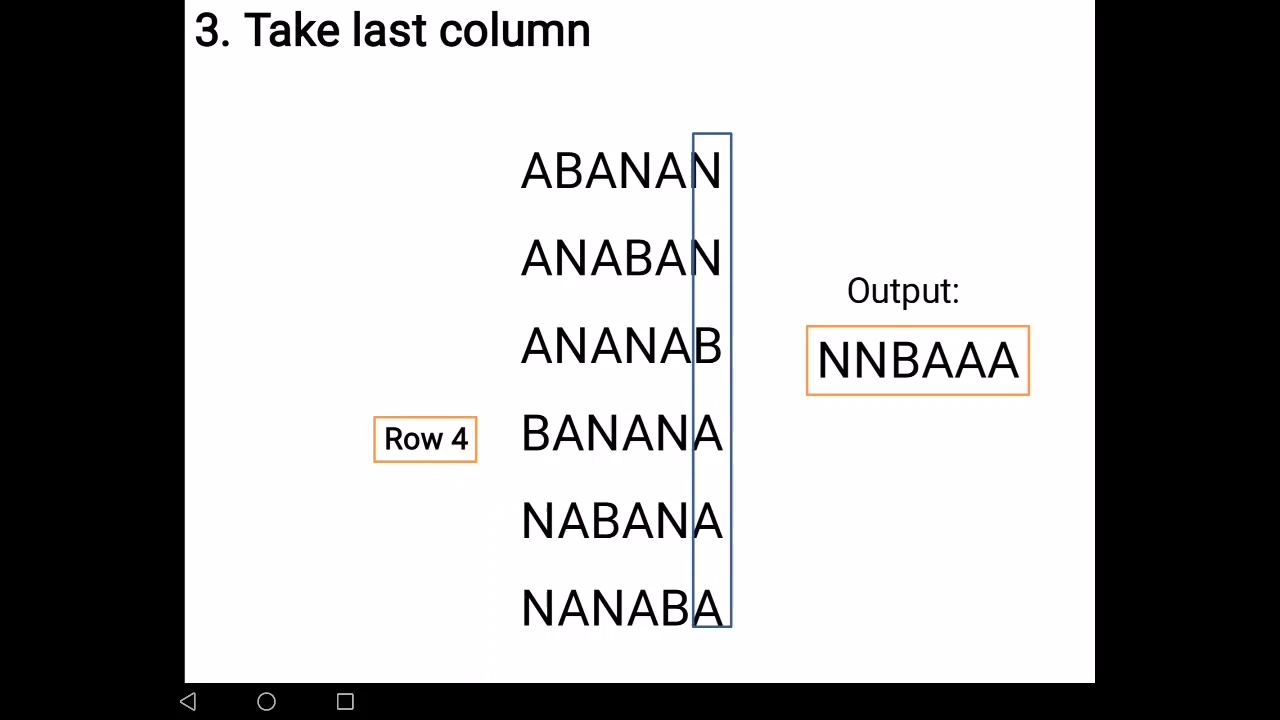 3. Take last column
ABANAN
ANABAN
Output:
ANANAB
NNBAAA
Row 4 BANANA
NABANA
NANABA